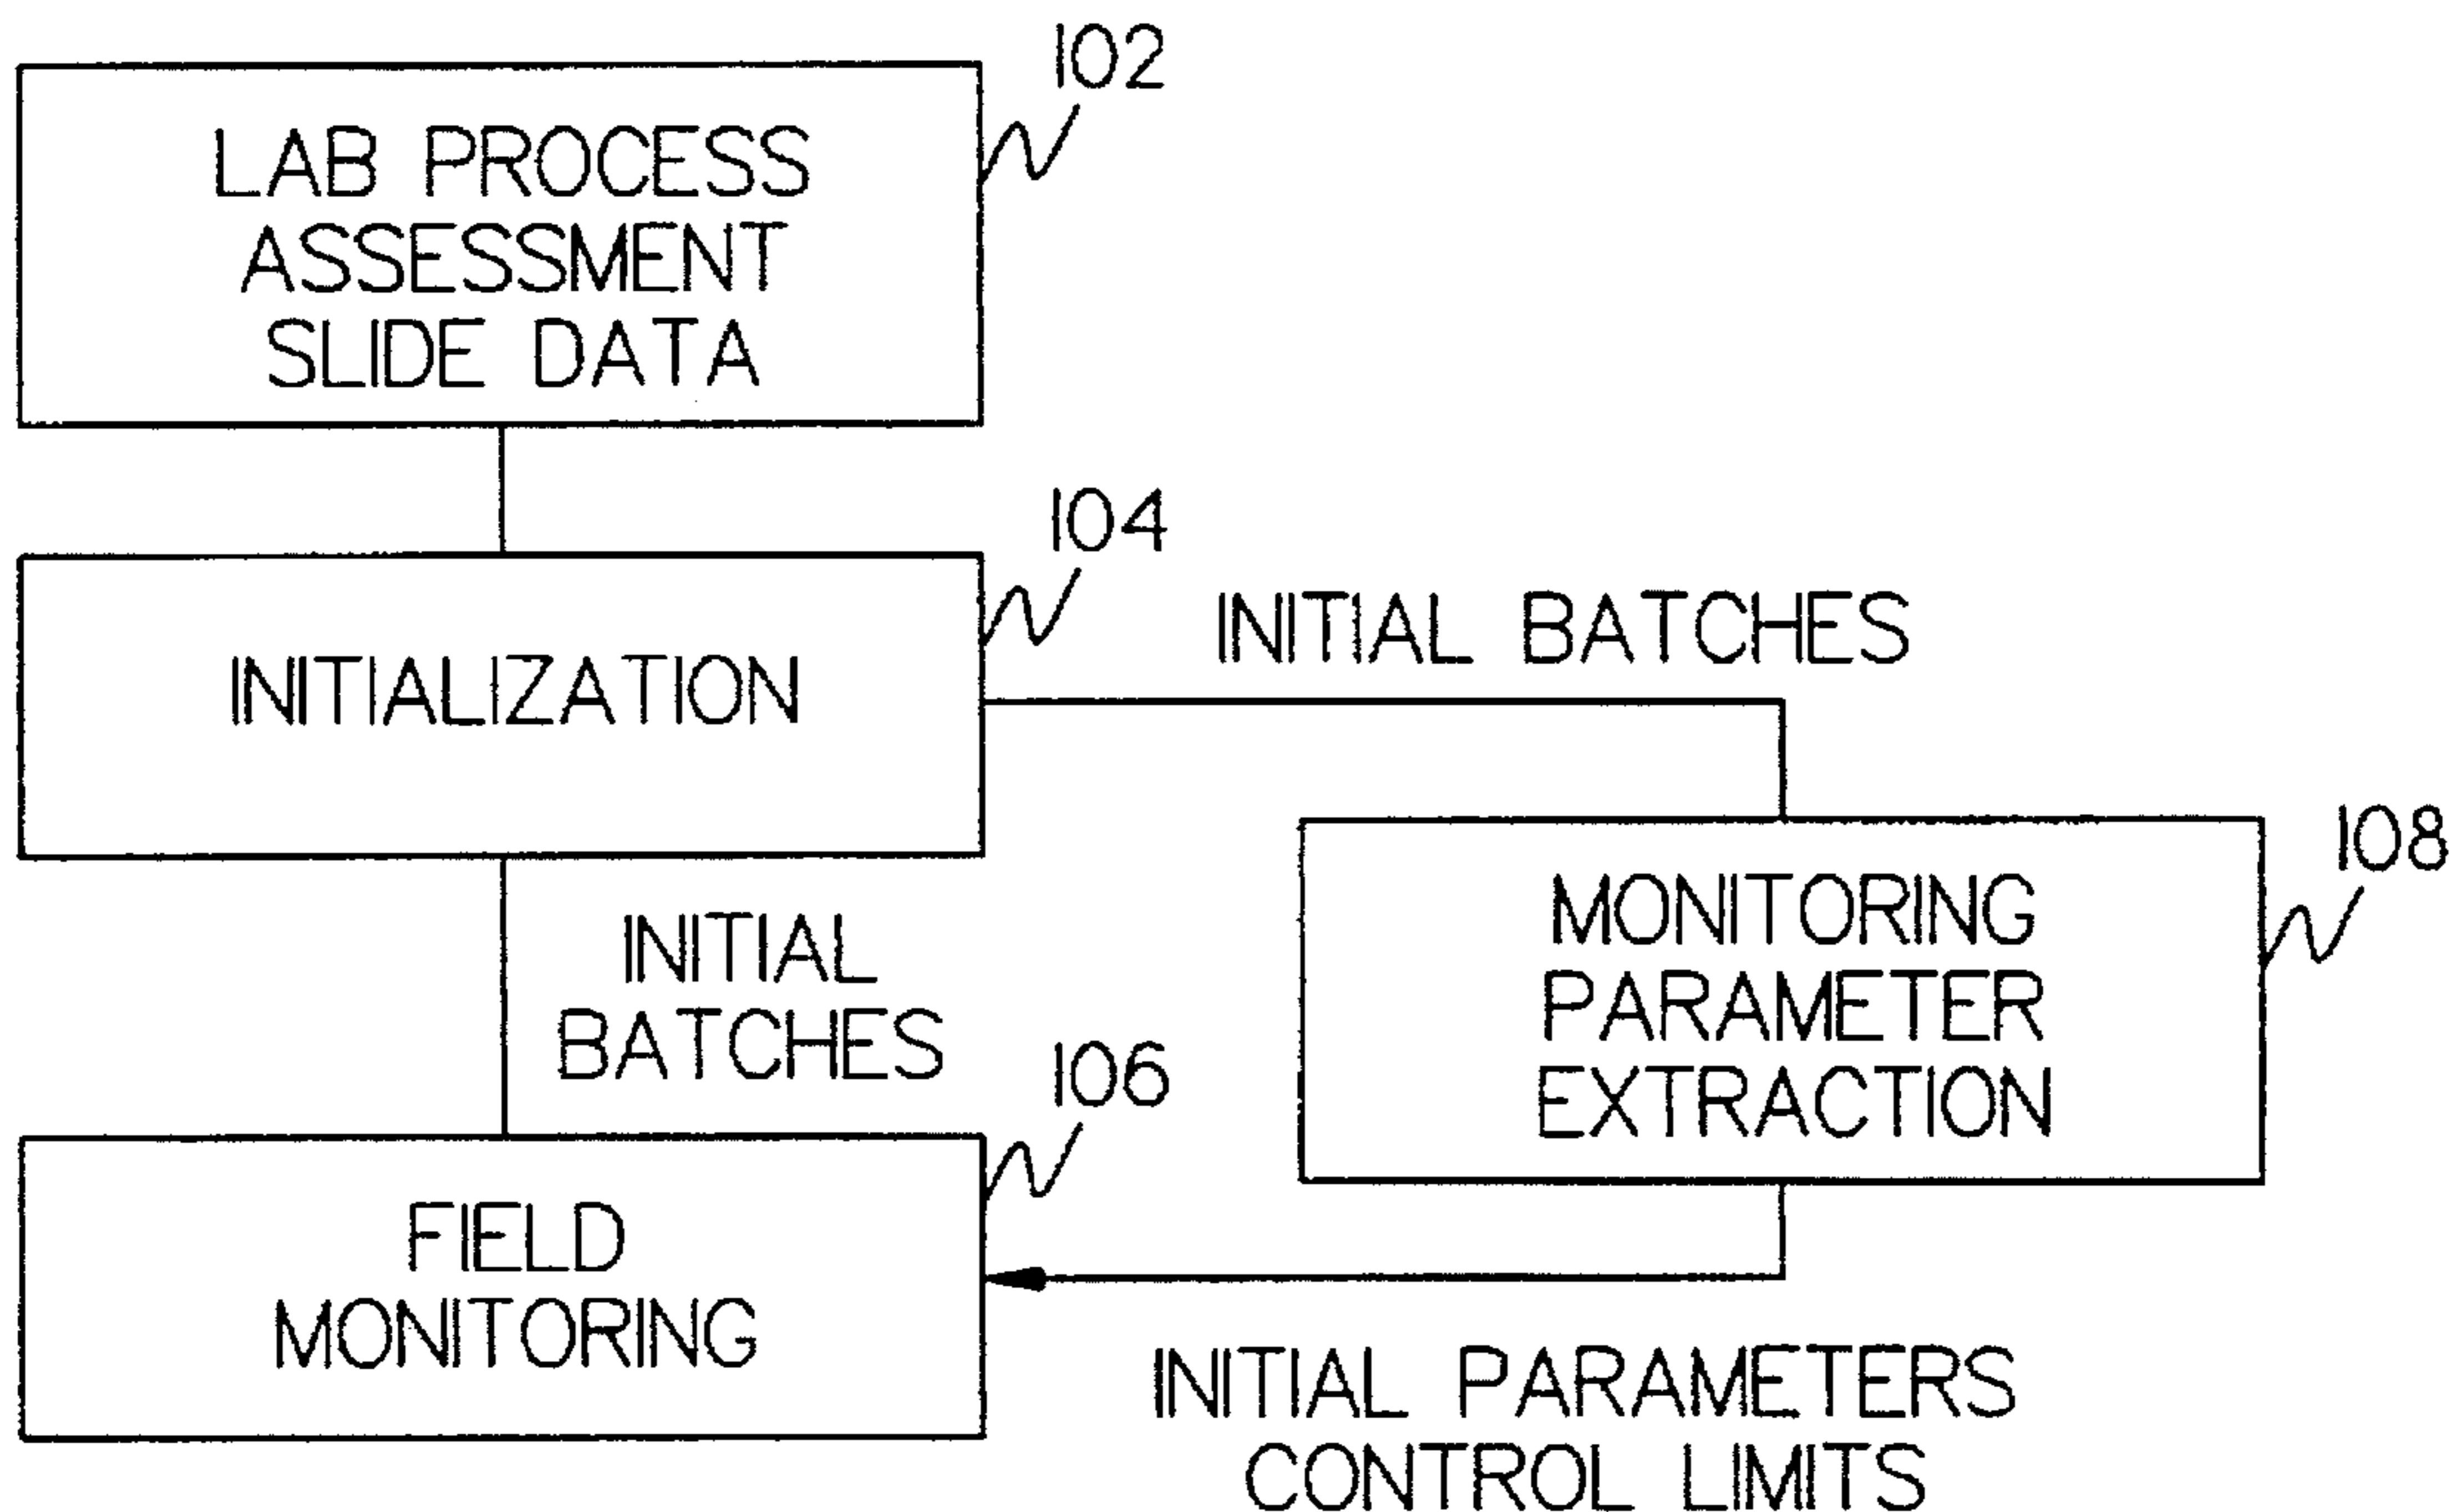 102
LAB PROCESS
ASSESSMENT
SLIDE DATA
104
INITIALIZATION
INITIAL BATCHES
108
MONITORING
PARAMETER
EXTRACTION
INITIAL
BATCHES
106
FIELD
MONITORING
INITIAL PARAMETERS
CONTROL LIMITS